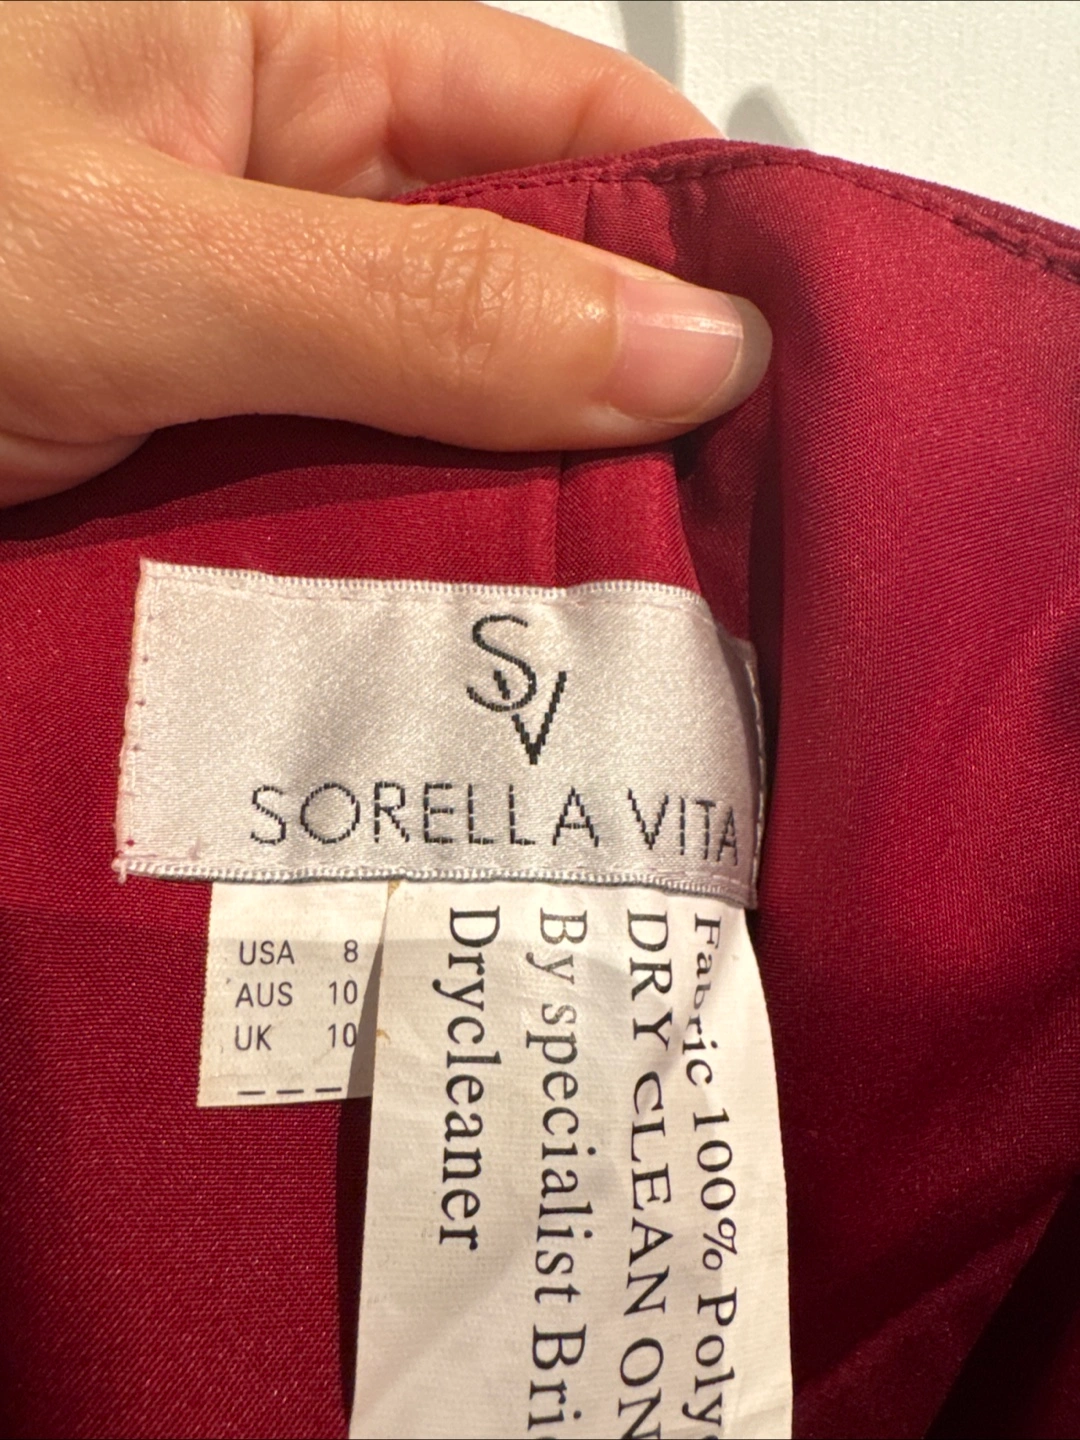 SV
SORELLA VITA
USA 8
AUS 10
UK 10
Fabric 100%
DRY CLEAN
By specialist
Drycleaner